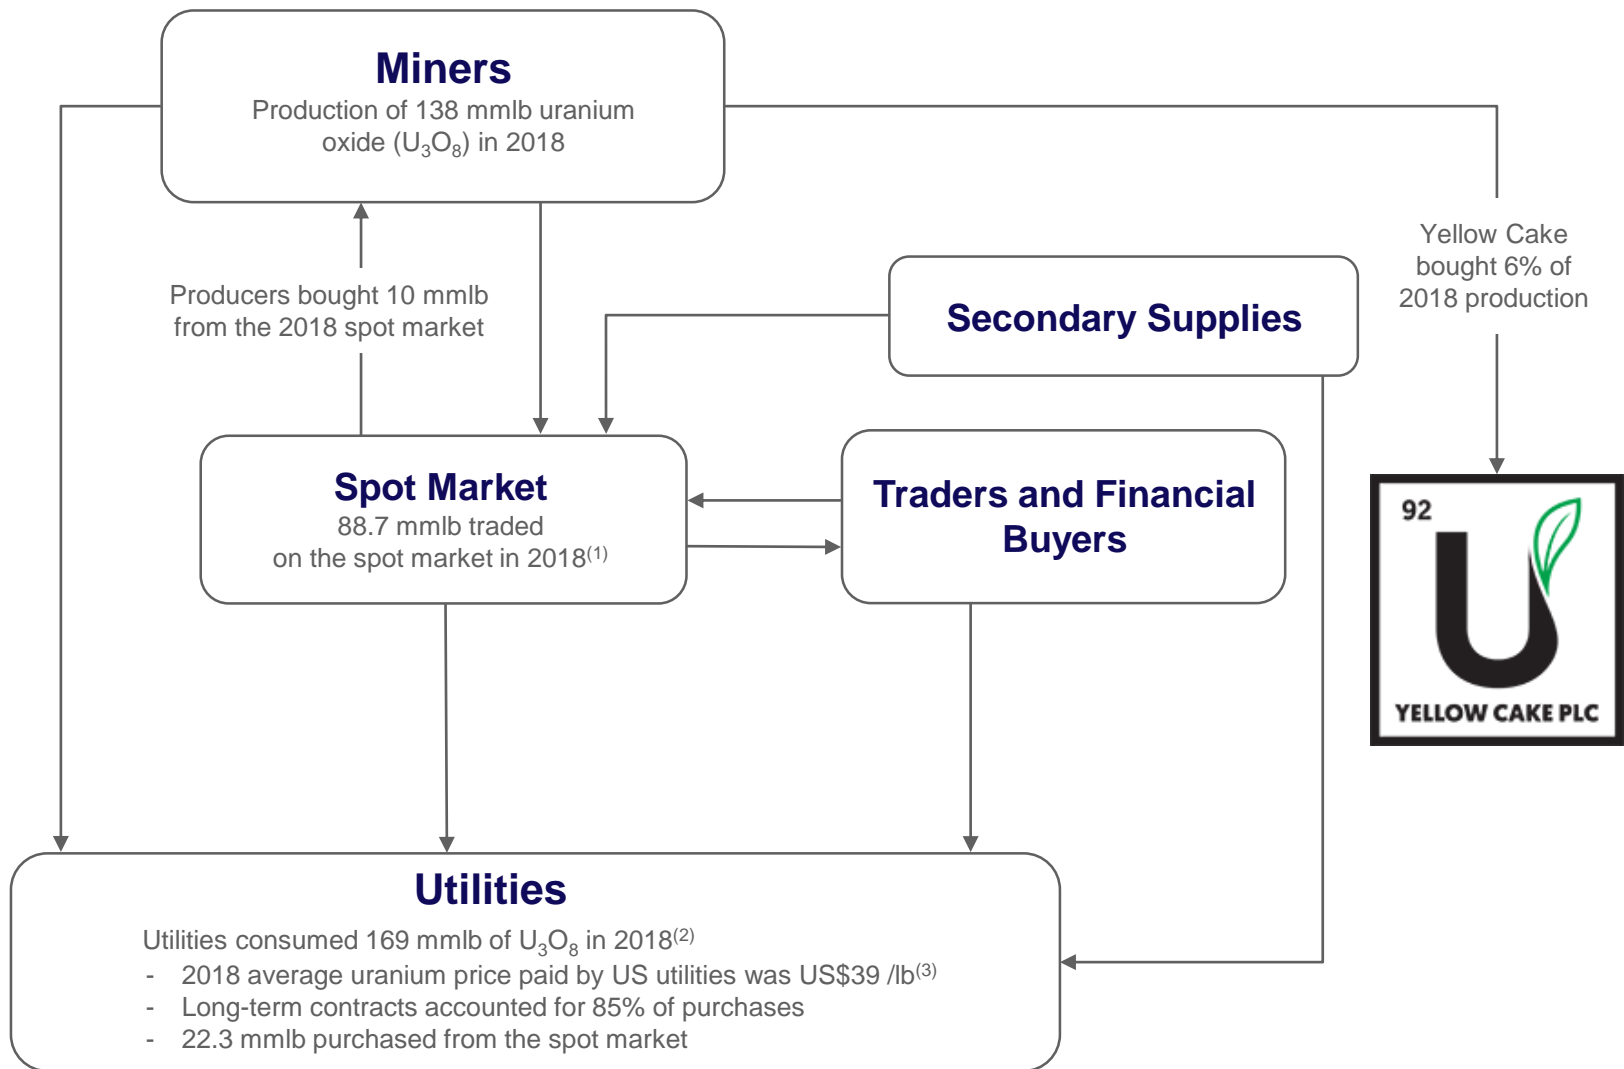 Miners
Production of 138 mmlb uranium
oxide (U₃O₈) in 2018
Producers bought 10 mmlb
from the 2018 spot market
Yellow Cake
bought 6% of
2018 production
Secondary Supplies
Spot Market
88.7 mmlb traded
on the spot market in 2018⁽¹⁾
Traders and Financial
Buyers
92
U
YELLOW CAKE PLC
Utilities
Utilities consumed 169 mmlb of U₃O₈ in 2018⁽²⁾
- 2018 average uranium price paid by US utilities was US$39 /lb⁽³⁾
- Long-term contracts accounted for 85% of purchases
- 22.3 mmlb purchased from the spot market